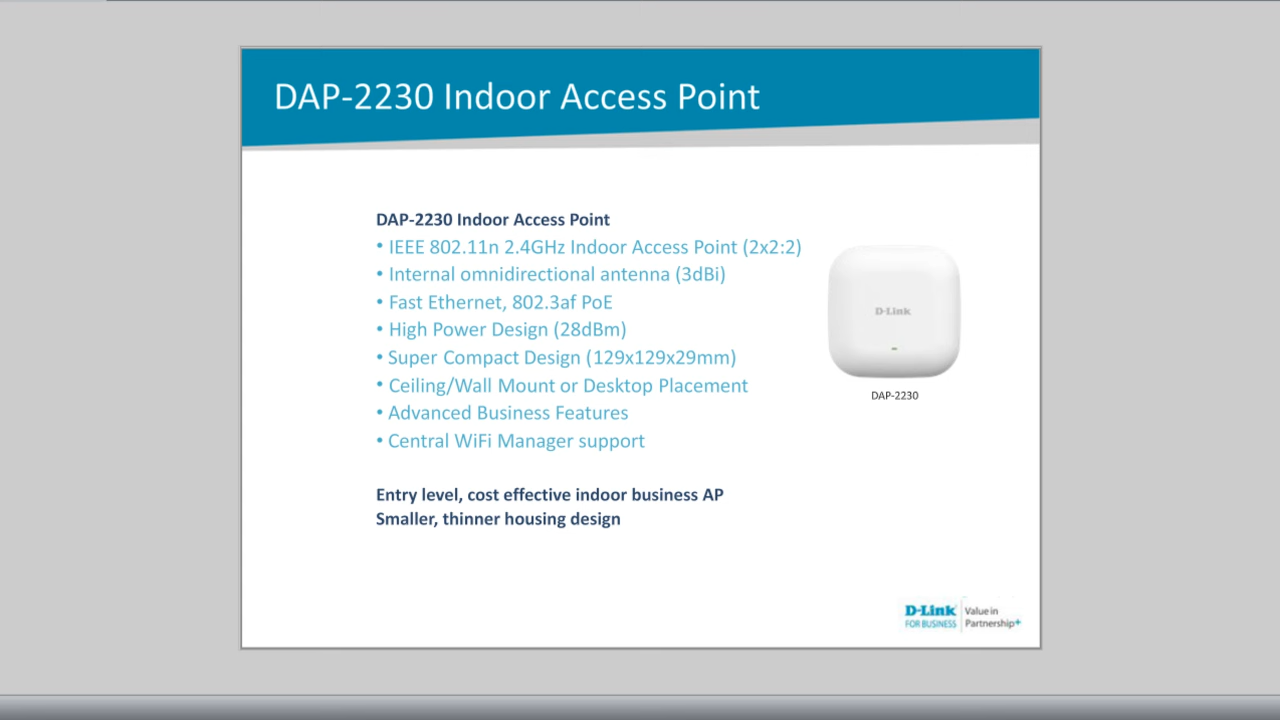 DAP-2230 Indoor Access Point
DAP-2230 Indoor Access Point
• IEEE 802.11n 2.4GHz Indoor Access Point (2x2:2)
• Internal omnidirectional antenna (3dBi)
• Fast Ethernet, 802.3af PoE
• High Power Design (28dBm)
• Super Compact Design (129x129x29mm)
• Ceiling/Wall Mount or Desktop Placement
• Advanced Business Features
• Central WiFi Manager support
D-Link
DAP-2230
Entry level, cost effective indoor business AP
Smaller, thinner housing design
D-Link
FOR BUSINESS
Value in
Partnership+